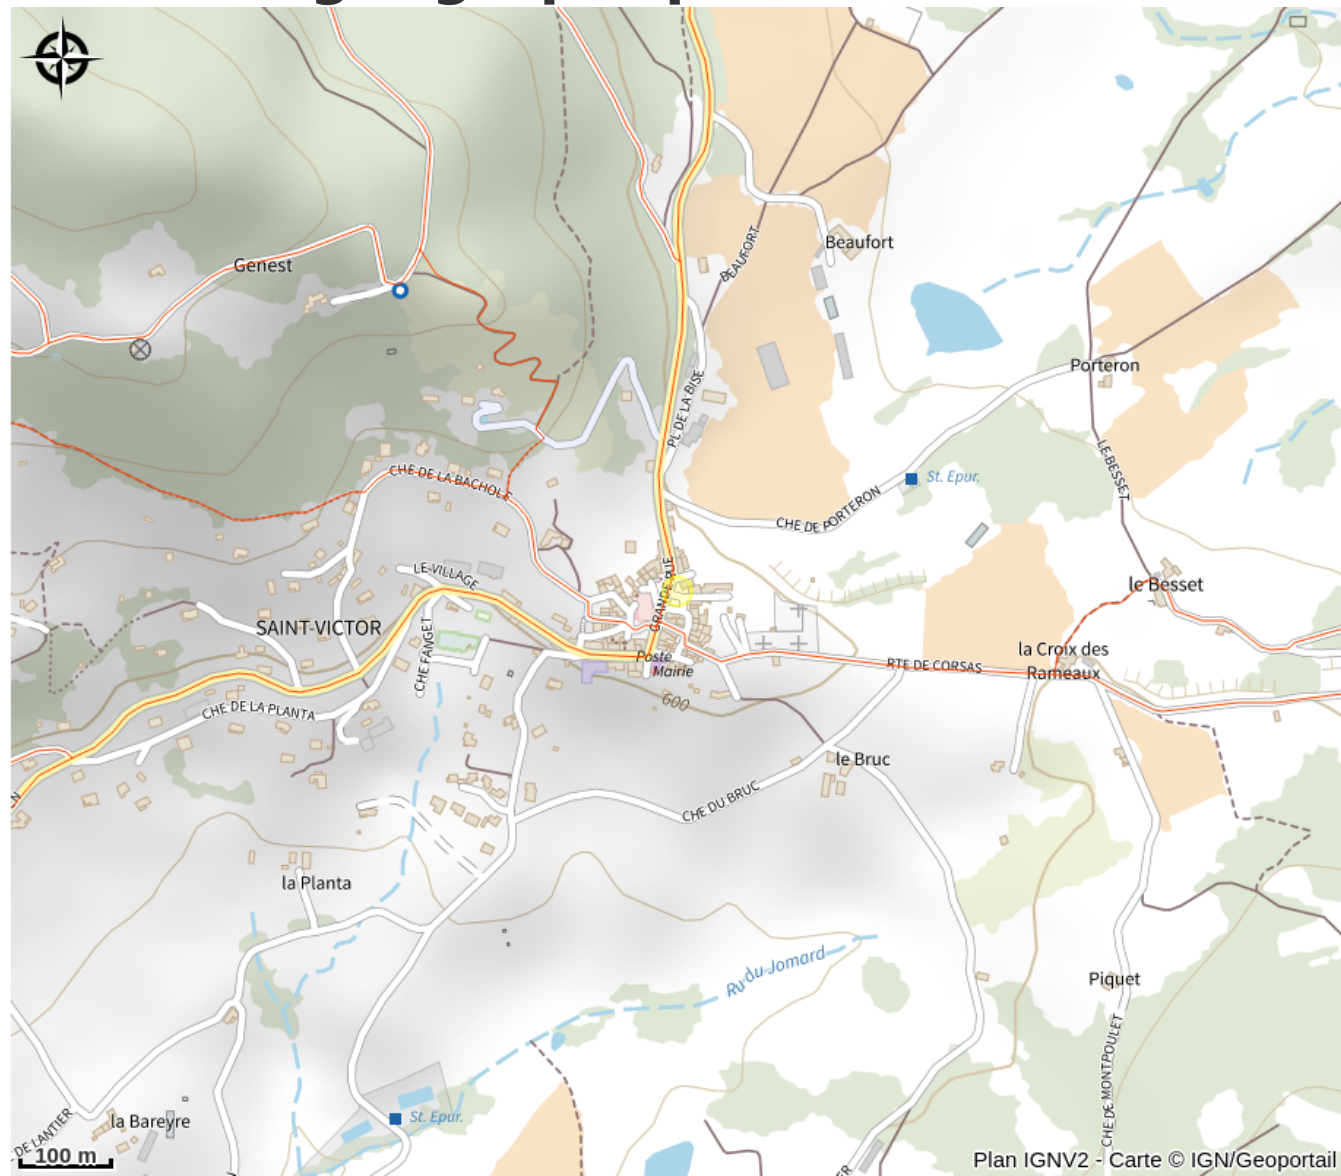 Genest
Beaufort
BEAUFORT
PL DE LA BISE
Porteron
LE BESSET
St. Epur.
CHE DE PORTERON
CHE DE LA BACHOLE
LE VILLAGE
GRANDE RUE
le Besset
SAINT-VICTOR
CHE FANGET
Poste
Mairie
la Croix des
Rameaux
RTE DE CORSAS
600
CHE DE LA PLANTA
le Bruc
CHE DU BRUC
la Planta
Ru du Jomard
Piquet
CHE DE MONTPOULET
St. Epur.
la Bareyre
DE LANTIER
100 m
Plan IGNV2 - Carte © IGN/Geoportail